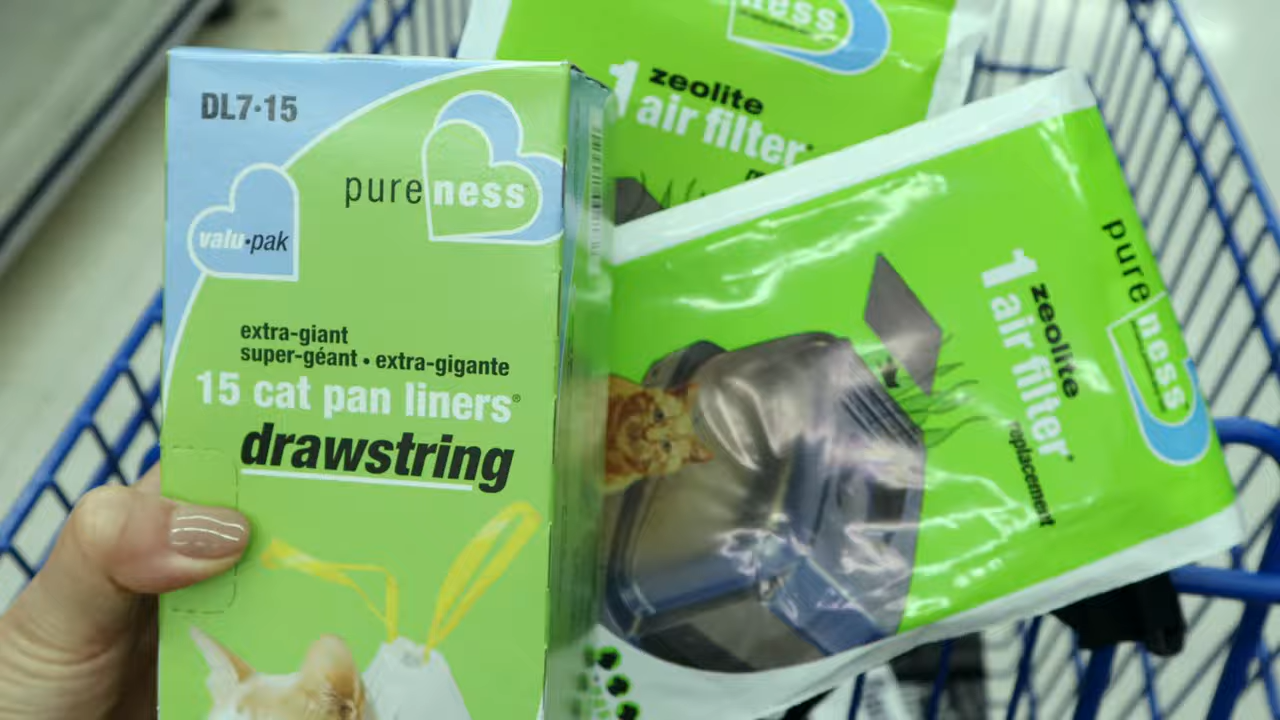 DL7·15
pureness
valu·pak
extra-giant
super-géant • extra-gigante
15 cat pan liners®
drawstring
ness
1 zeolite
air filter
pureness
1 zeolite
air filter
replacement